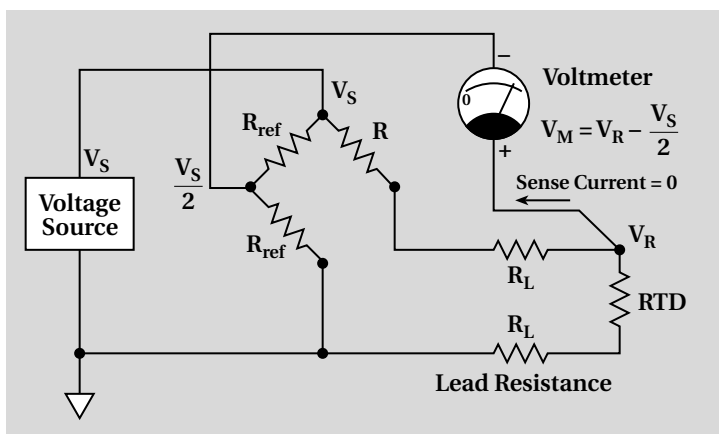 V_S
V_S
R_ref
R
V_S/2
R_ref
Voltage
Source
−
0
+
Voltmeter
V_M = V_R − V_S/2
Sense Current = 0
V_R
R_L
RTD
R_L
Lead Resistance